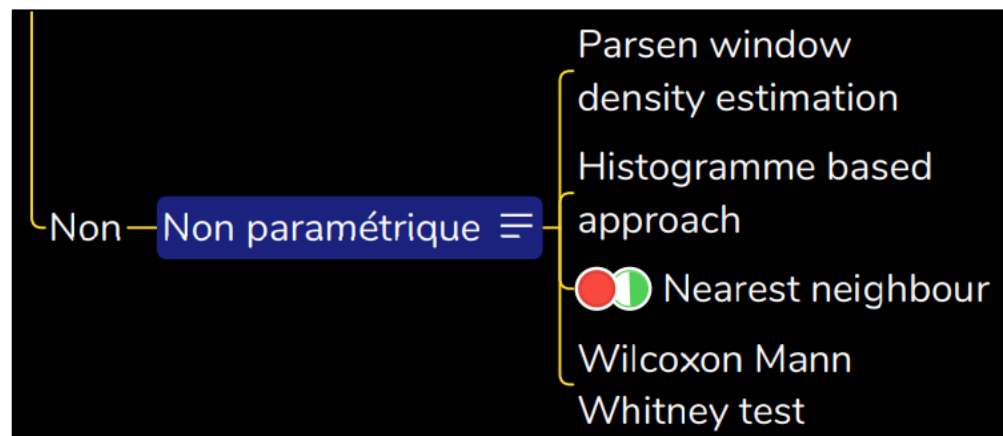 Parsen window
density estimation
Histogramme based
approach
Non
Non paramétrique
Nearest neighbour
Wilcoxon Mann
Whitney test